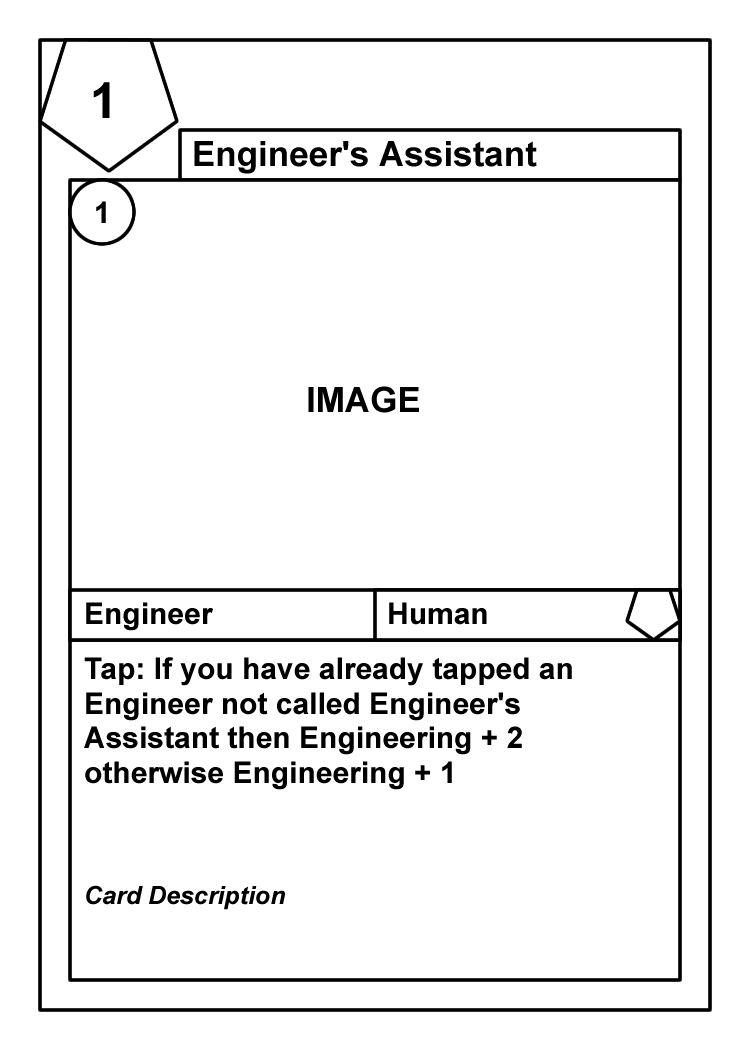 1
Engineer's Assistant
1
IMAGE
Engineer
Human
Tap: If you have already tapped an
Engineer not called Engineer's
Assistant then Engineering + 2
otherwise Engineering + 1
Card Description